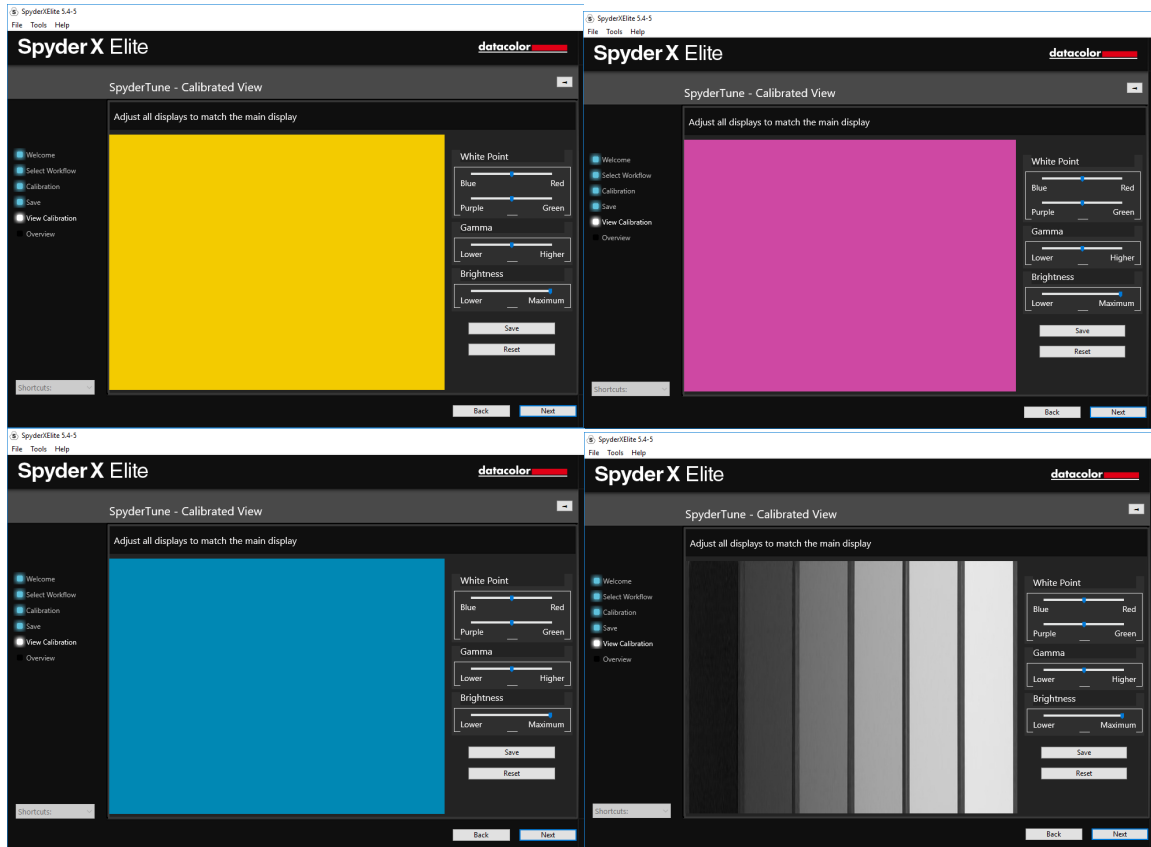 SpyderXElite 5.4-5
File Tools Help
Spyder X Elite
datacolor
SpyderTune - Calibrated View
Adjust all displays to match the main display
Welcome
Select Workflow
Calibration
Save
View Calibration
Overview
White Point
Blue Red
Purple Green
Gamma
Lower Higher
Brightness
Lower Maximum
Save
Reset
Shortcuts:
Back Next
SpyderXElite 5.4-5
File Tools Help
Spyder X Elite
datacolor
SpyderTune - Calibrated View
Adjust all displays to match the main display
Welcome
Select Workflow
Calibration
Save
View Calibration
Overview
White Point
Blue Red
Purple Green
Gamma
Lower Higher
Brightness
Lower Maximum
Save
Reset
Shortcuts:
Back Next
SpyderXElite 5.4-5
File Tools Help
Spyder X Elite
datacolor
SpyderTune - Calibrated View
Adjust all displays to match the main display
Welcome
Select Workflow
Calibration
Save
View Calibration
Overview
White Point
Blue Red
Purple Green
Gamma
Lower Higher
Brightness
Lower Maximum
Save
Reset
Shortcuts:
Back Next
SpyderXElite 5.4-5
File Tools Help
Spyder X Elite
datacolor
SpyderTune - Calibrated View
Adjust all displays to match the main display
Welcome
Select Workflow
Calibration
Save
View Calibration
Overview
White Point
Blue Red
Purple Green
Gamma
Lower Higher
Brightness
Lower Maximum
Save
Reset
Shortcuts:
Back Next